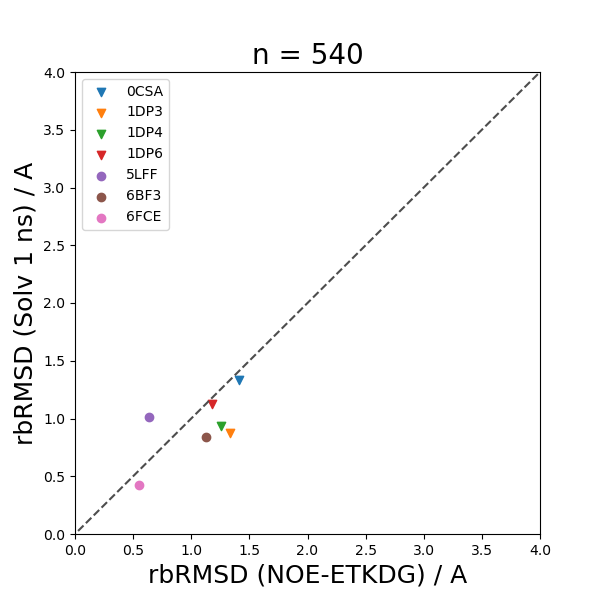 n = 540
0CSA
1DP3
1DP4
1DP6
5LFF
6BF3
6FCE
rbRMSD (Solv 1 ns) / A
4.0
3.5
3.0
2.5
2.0
1.5
1.0
0.5
0.0
0.0 0.5 1.0 1.5 2.0 2.5 3.0 3.5 4.0
rbRMSD (NOE-ETKDG) / A